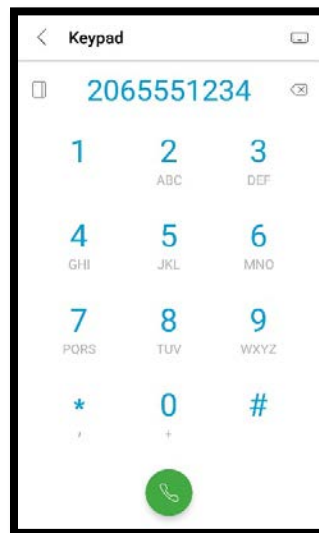 Keypad
2065551234
1 2 3
ABC DEF
4 5 6
GHI JKL MNO
7 8 9
PQRS TUV WXYZ
* 0 #
, +